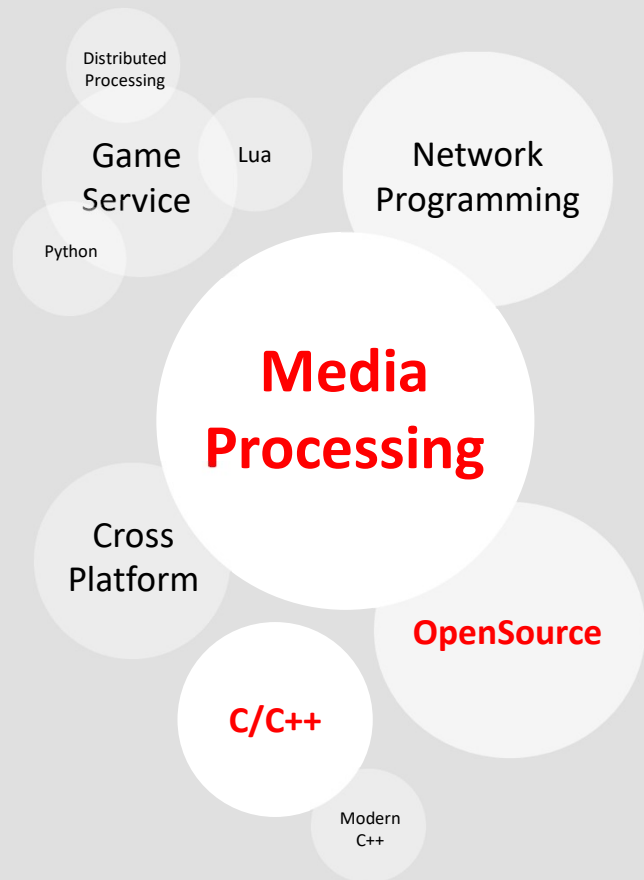 Distributed
Processing
Game
Service
Lua
Network
Programming
Python
Media
Processing
Cross
Platform
OpenSource
C/C++
Modern
C++